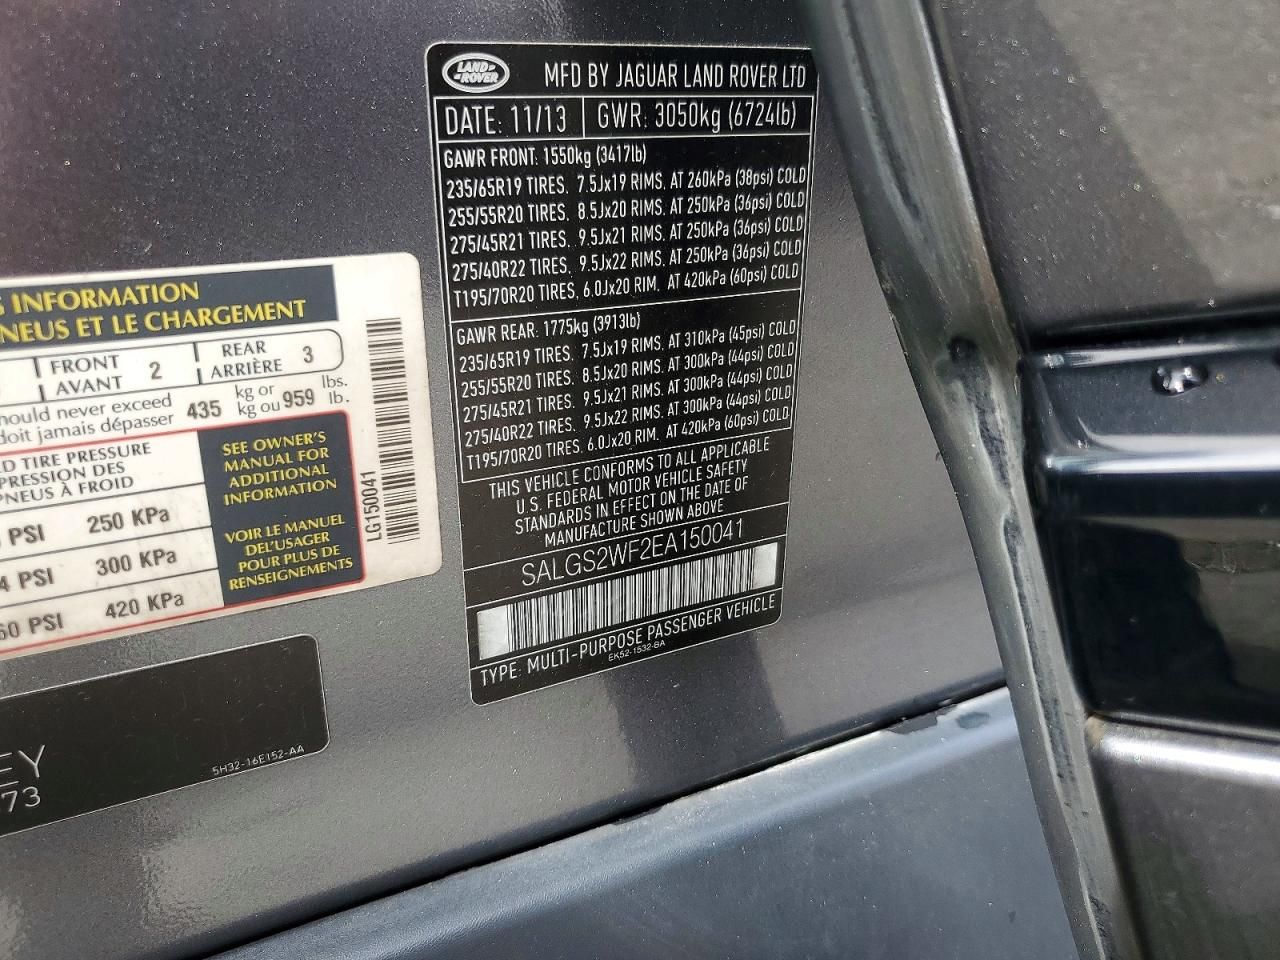 LAND ROVER
MFD BY JAGUAR LAND ROVER LTD
DATE: 11/13 GWR: 3050kg (6724lb)
GAWR FRONT: 1550kg (3417lb)
235/65R19 TIRES. 7.5Jx19 RIMS. AT 260kPa (38psi) COLD
255/55R20 TIRES. 8.5Jx20 RIMS. AT 250kPa (36psi) COLD
275/45R21 TIRES. 9.5Jx21 RIMS. AT 250kPa (36psi) COLD
275/40R22 TIRES. 9.5Jx22 RIMS. AT 250kPa (36psi) COLD
T195/70R20 TIRES. 6.0Jx20 RIM. AT 420kPa (60psi) COLD
GAWR REAR: 1775kg (3913lb)
235/65R19 TIRES. 7.5Jx19 RIMS. AT 310kPa (45psi) COLD
255/55R20 TIRES. 8.5Jx20 RIMS. AT 300kPa (44psi) COLD
275/45R21 TIRES. 9.5Jx21 RIMS. AT 300kPa (44psi) COLD
275/40R22 TIRES. 9.5Jx22 RIMS. AT 300kPa (44psi) COLD
T195/70R20 TIRES. 6.0Jx20 RIM. AT 420kPa (60psi) COLD
THIS VEHICLE CONFORMS TO ALL APPLICABLE
U.S. FEDERAL MOTOR VEHICLE SAFETY
STANDARDS IN EFFECT ON THE DATE OF
MANUFACTURE SHOWN ABOVE
SALGS2WF2EA150041
TYPE: MULTI-PURPOSE PASSENGER VEHICLE
EK52-1532-BA
G INFORMATION
NEUS ET LE CHARGEMENT
FRONT
AVANT 2
REAR
ARRIÈRE 3
hould never exceed
doit jamais dépasser 435 kg or
kg ou 959 lbs.
lb.
D TIRE PRESSURE
PRESSION DES
PNEUS À FROID
PSI 250 KPa
4 PSI 300 KPa
60 PSI 420 KPa
SEE OWNER'S
MANUAL FOR
ADDITIONAL
INFORMATION
VOIR LE MANUEL
DEL'USAGER
POUR PLUS DE
RENSEIGNEMENTS
LG150041
EY
73
5H32-16E152-AA